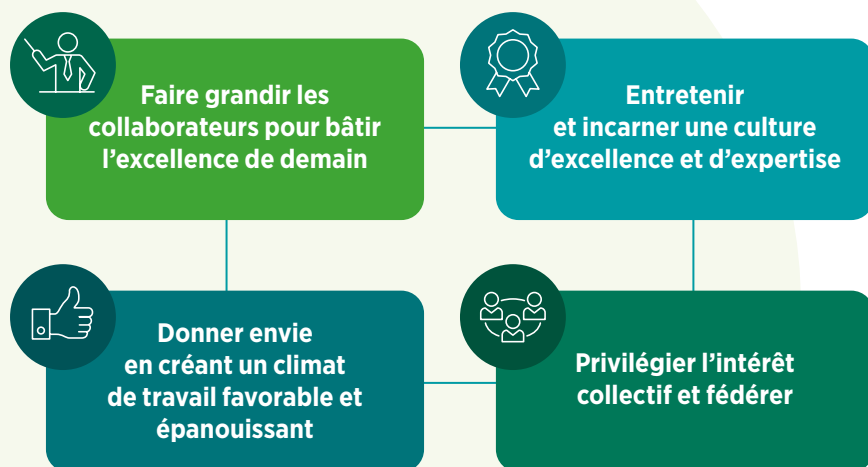 Faire grandir les
collaborateurs pour bâtir
l’excellence de demain
Entretenir
et incarner une culture
d’excellence et d’expertise
Donner envie
en créant un climat
de travail favorable et
épanouissant
Privilégier l’intérêt
collectif et fédérer